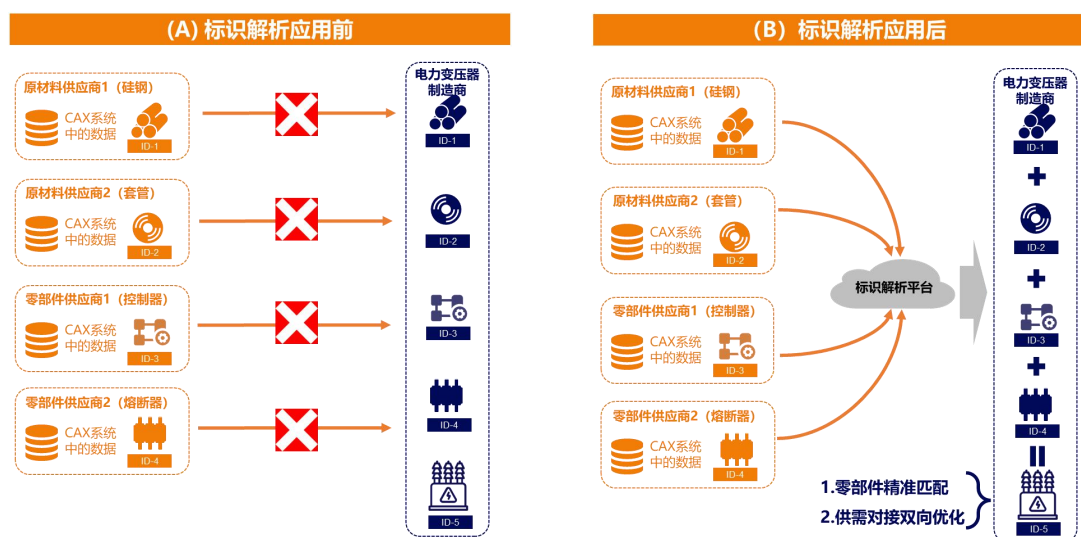 (A) 标识解析应用前
原材料供应商1（硅钢）
CAX系统
中的数据
ID-1
原材料供应商2（套管）
CAX系统
中的数据
ID-2
零部件供应商1（控制器）
CAX系统
中的数据
ID-3
零部件供应商2（熔断器）
CAX系统
中的数据
ID-4
电力变压器
制造商
ID-1
ID-2
ID-3
ID-4
ID-5
（B）标识解析应用后
原材料供应商1（硅钢）
CAX系统
中的数据
ID-1
原材料供应商2（套管）
CAX系统
中的数据
ID-2
零部件供应商1（控制器）
CAX系统
中的数据
ID-3
零部件供应商2（熔断器）
CAX系统
中的数据
ID-4
标识解析平台
电力变压器
制造商
ID-1
ID-2
ID-3
ID-4
ID-5
1.零部件精准匹配
2.供需对接双向优化